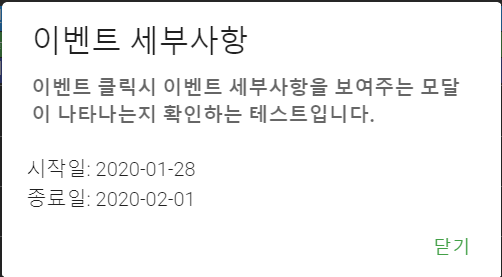 이벤트 세부사항
이벤트 클릭시 이벤트 세부사항을 보여주는 모달
이 나타나는지 확인하는 테스트입니다.
시작일: 2020-01-28
종료일: 2020-02-01
닫기